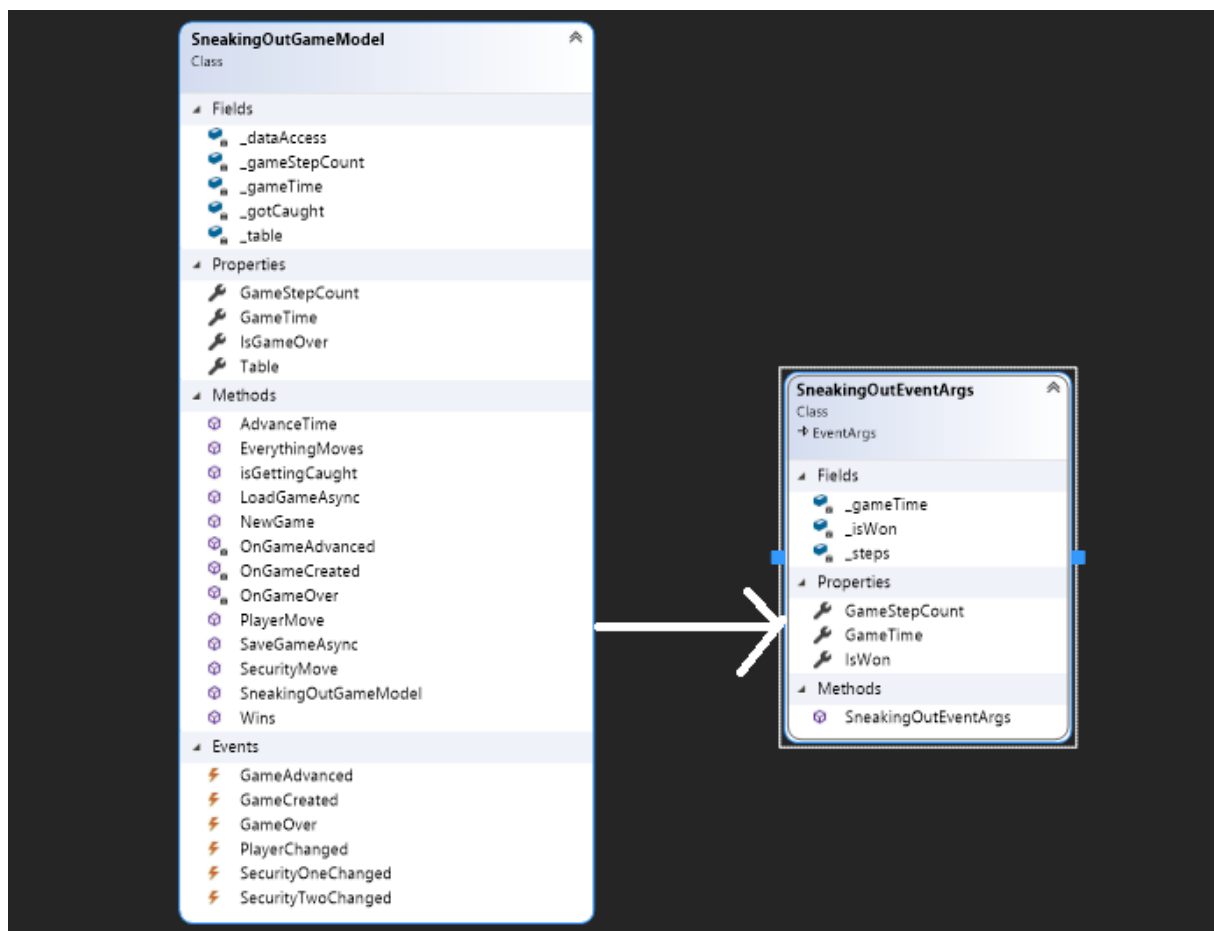 SneakingOutGameModel
Class
Fields
_dataAccess
_gameStepCount
_gameTime
_gotCaught
_table
Properties
GameStepCount
GameTime
IsGameOver
Table
Methods
AdvanceTime
EverythingMoves
isGettingCaught
LoadGameAsync
NewGame
OnGameAdvanced
OnGameCreated
OnGameOver
PlayerMove
SaveGameAsync
SecurityMove
SneakingOutGameModel
Wins
Events
GameAdvanced
GameCreated
GameOver
PlayerChanged
SecurityOneChanged
SecurityTwoChanged
SneakingOutEventArgs
Class
EventArgs
Fields
_gameTime
_isWon
_steps
Properties
GameStepCount
GameTime
IsWon
Methods
SneakingOutEventArgs